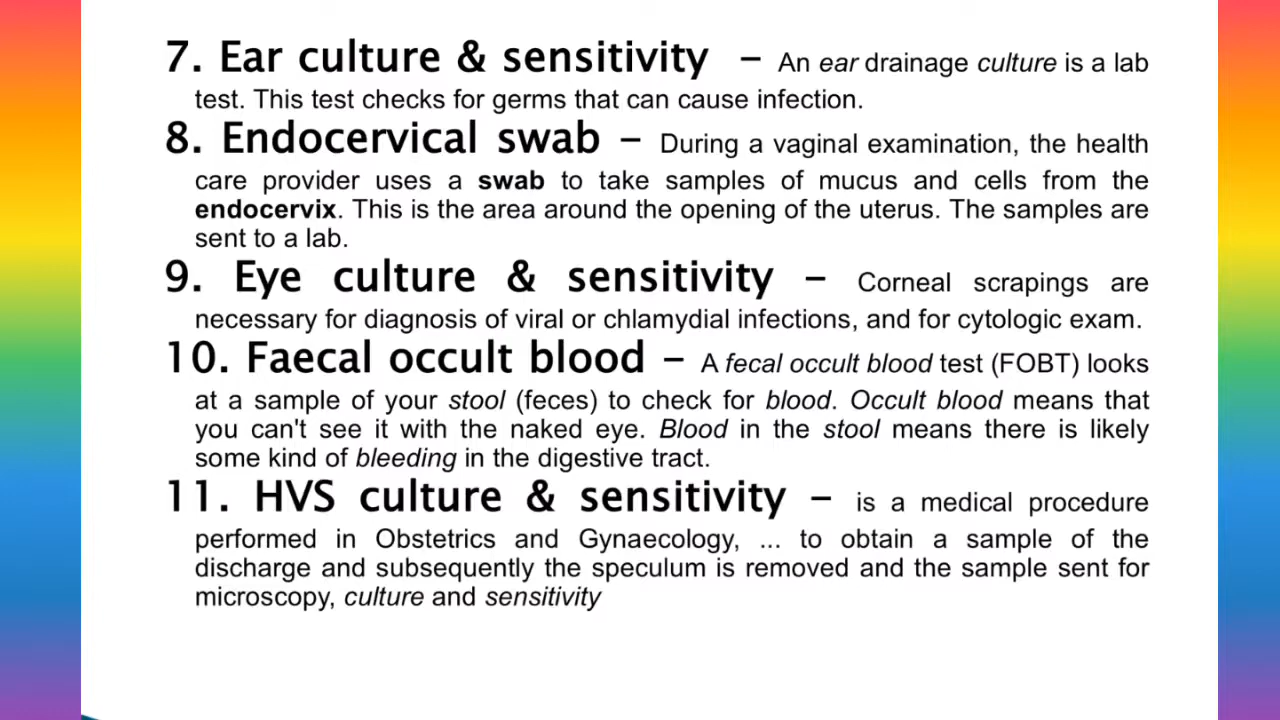 7. Ear culture & sensitivity – An ear drainage culture is a lab
test. This test checks for germs that can cause infection.
8. Endocervical swab – During a vaginal examination, the health
care provider uses a swab to take samples of mucus and cells from the
endocervix. This is the area around the opening of the uterus. The samples are
sent to a lab.
9. Eye culture & sensitivity – Corneal scrapings are
necessary for diagnosis of viral or chlamydial infections, and for cytologic exam.
10. Faecal occult blood – A fecal occult blood test (FOBT) looks
at a sample of your stool (feces) to check for blood. Occult blood means that
you can't see it with the naked eye. Blood in the stool means there is likely
some kind of bleeding in the digestive tract.
11. HVS culture & sensitivity – is a medical procedure
performed in Obstetrics and Gynaecology, ... to obtain a sample of the
discharge and subsequently the speculum is removed and the sample sent for
microscopy, culture and sensitivity